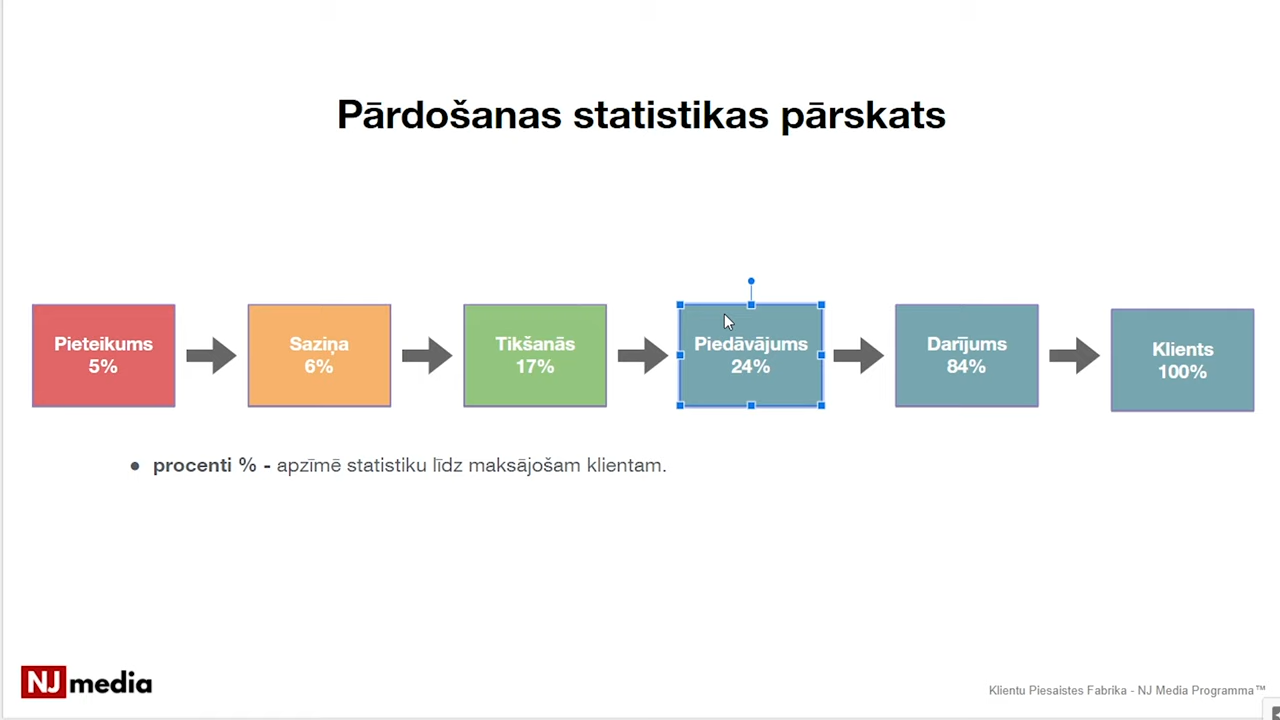 Pārdošanas statistikas pārskats
Pieteikums
5%
Saziņa
6%
Tikšanās
17%
Piedāvājums
24%
Darījums
84%
Klients
100%
● procenti % - apzīmē statistiku līdz maksājošam klientam.
NJ media
Klientu Piesaistes Fabrika - NJ Media Programma™